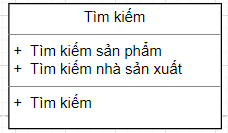 Tìm kiếm
+ Tìm kiếm sản phẩm
+ Tìm kiếm nhà sản xuất
+ Tìm kiếm